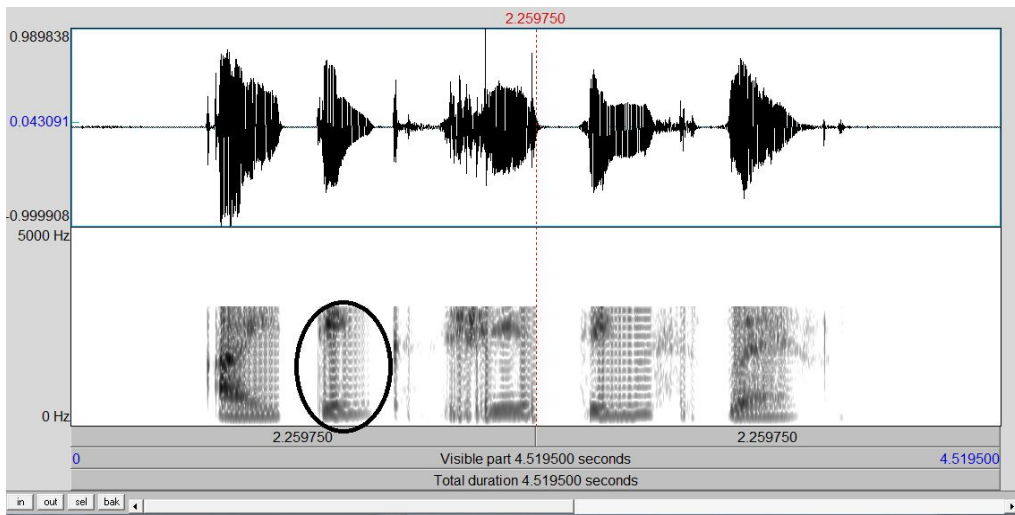 2.259750
0.989838
0.043091
-0.999908
5000 Hz
0 Hz
2.259750 2.259750
0 Visible part 4.519500 seconds 4.519500
Total duration 4.519500 seconds
in out sel bak